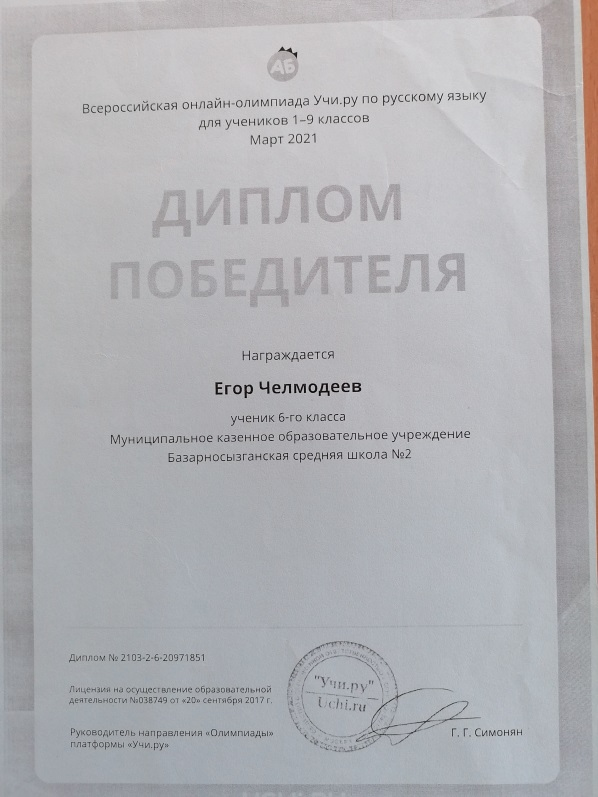 АБ
Всероссийская онлайн-олимпиада Учи.ру по русскому языку
для учеников 1–9 классов
Март 2021
ДИПЛОМ
ПОБЕДИТЕЛЯ
Награждается
Егор Челмодеев
ученик 6-го класса
Муниципальное казенное образовательное учреждение
Базарносызганская средняя школа №2
Диплом № 2103-2-6-20971851
Лицензия на осуществление образовательной
деятельности №038749 от «20» сентября 2017 г.
Руководитель направления «Олимпиады»
платформы «Учи.ру»
"Учи.ру"
Uchi.ru
Г. Г. Симонян